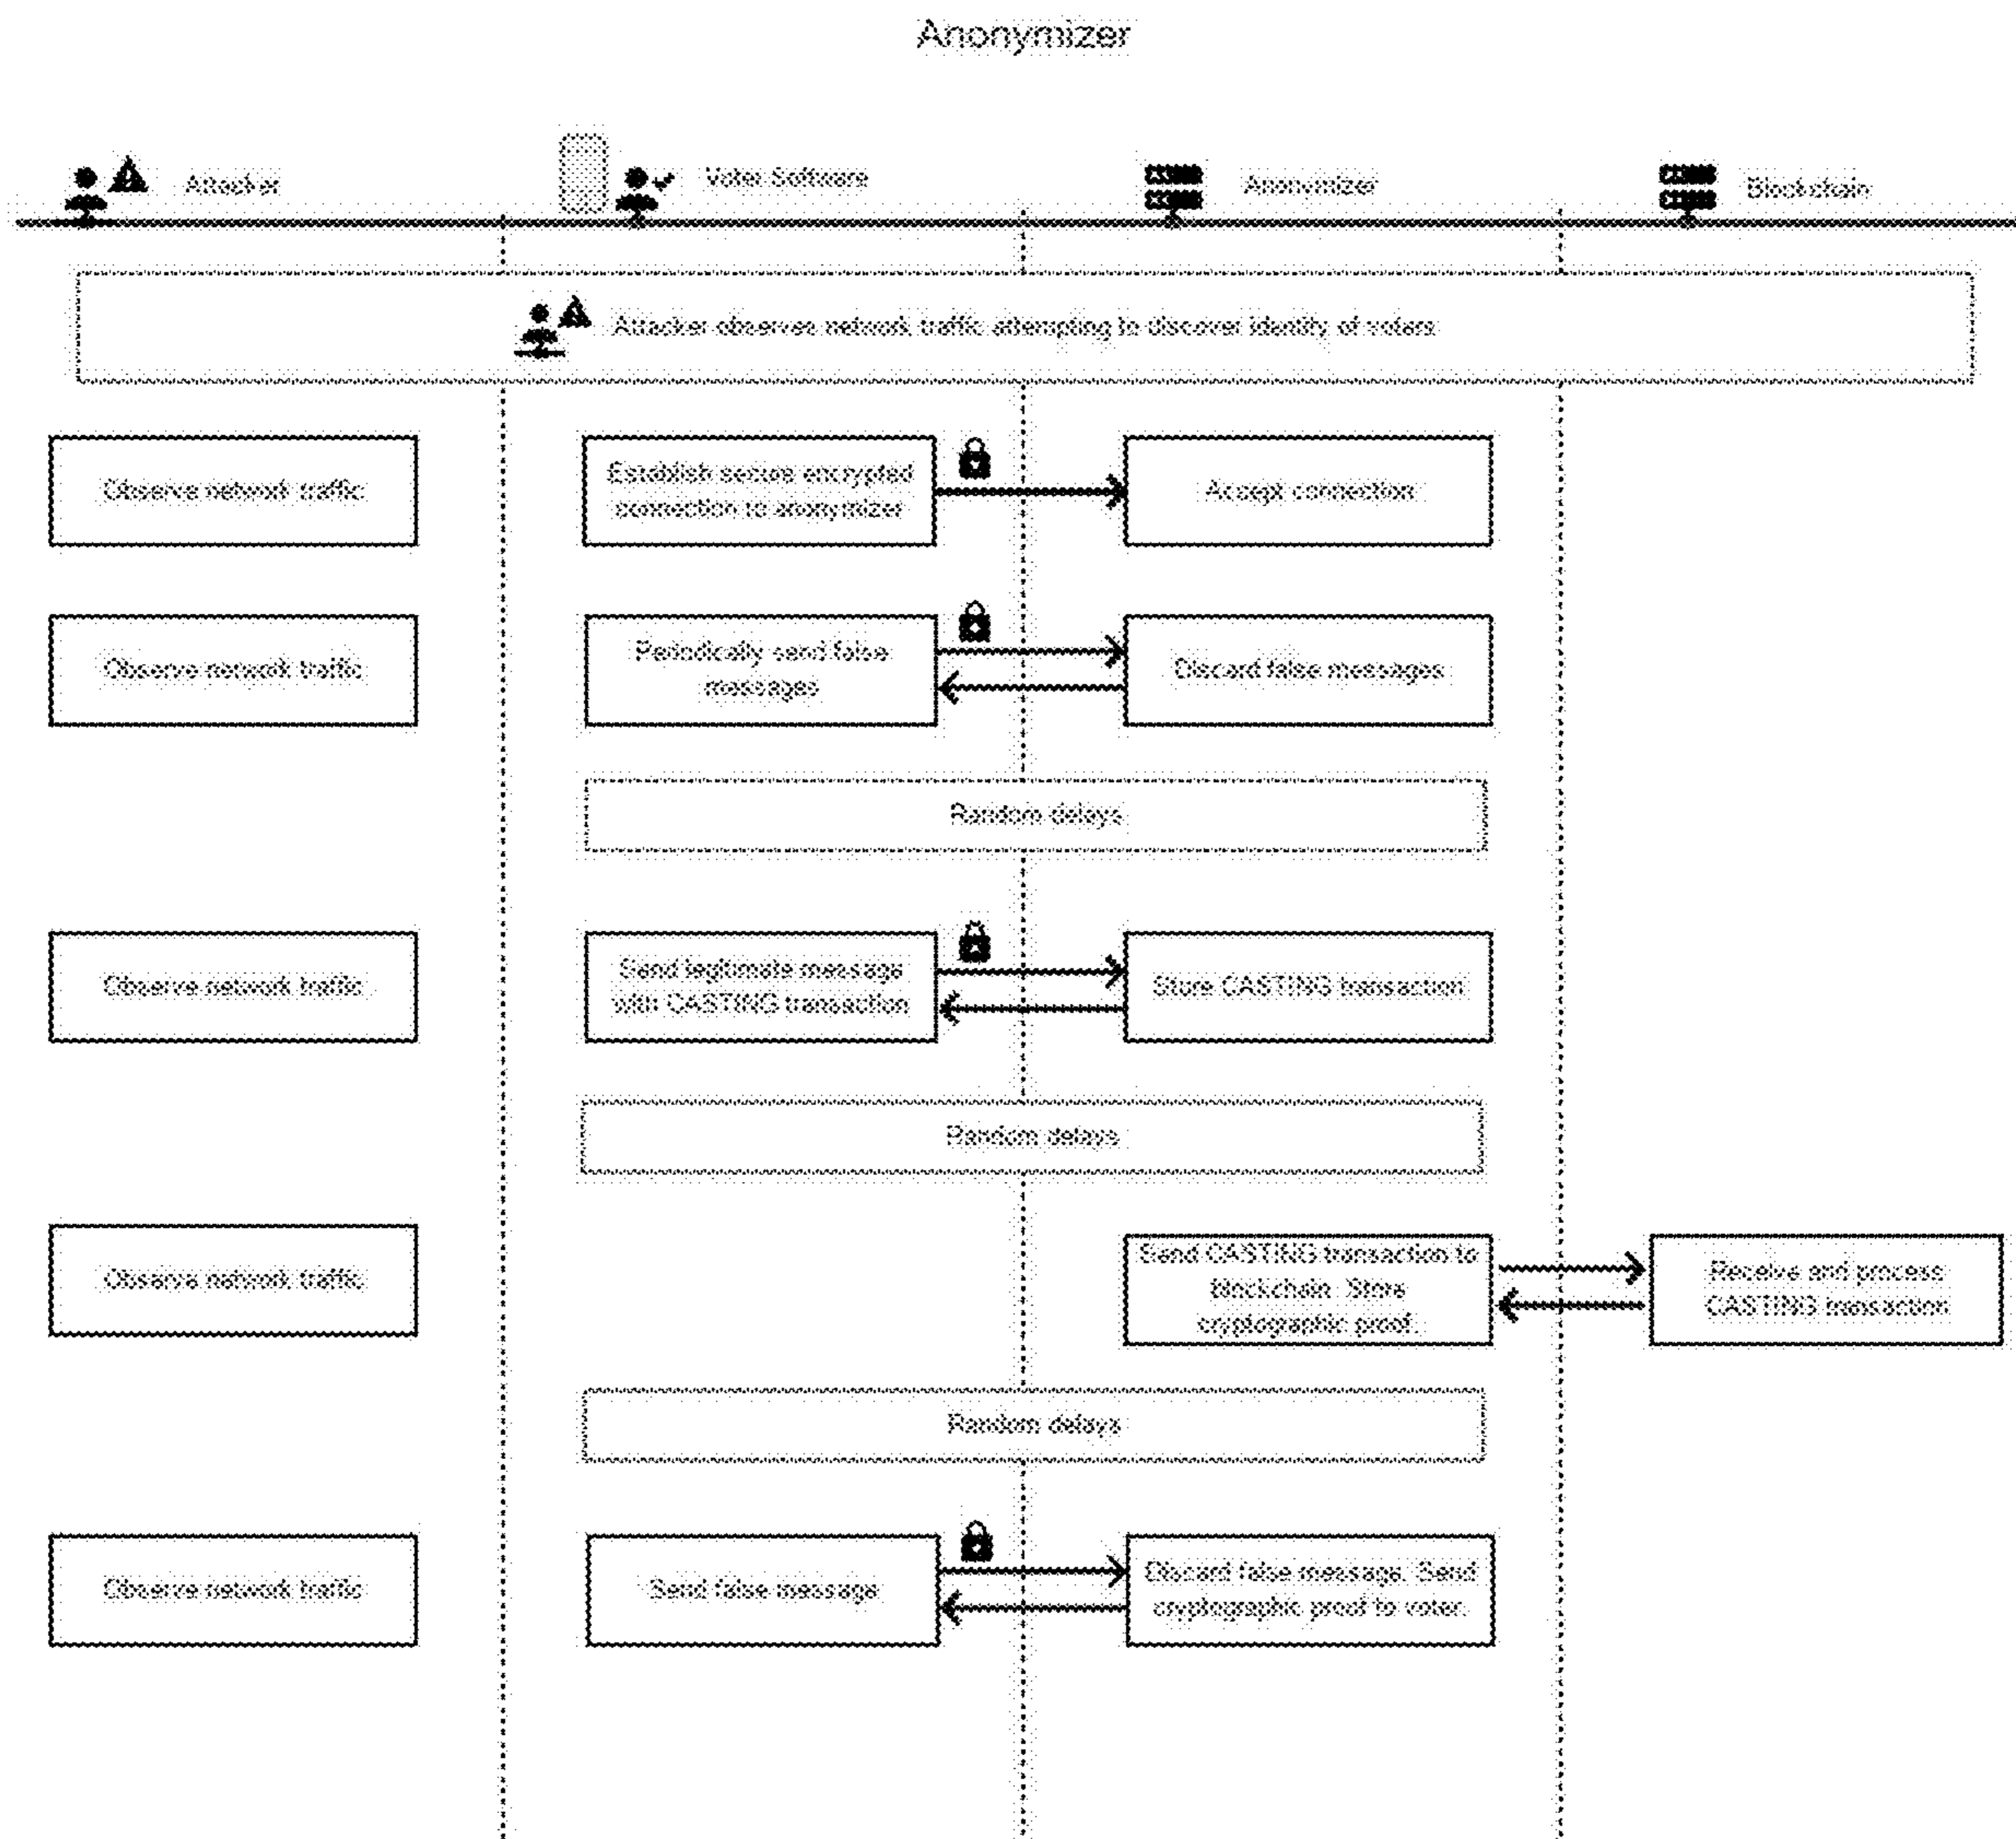 Anonymizer
Attacker
Voter Software
Anonymizer
Blockchain
Attacker observes network traffic attempting to discover identity of voters
Observe network traffic
Establish secure encrypted
connection to anonymizer
Accept connection
Observe network traffic
Periodically send false
messages
Discard false messages
Random delays
Observe network traffic
Send legitimate message
with CASTING transaction
Store CASTING transaction
Random delays
Observe network traffic
Send CASTING transaction to
blockchain. Store
cryptographic proof.
Receive and process
CASTING transaction
Random delays
Observe network traffic
Send false message
Discard false message. Send
cryptographic proof to voter.